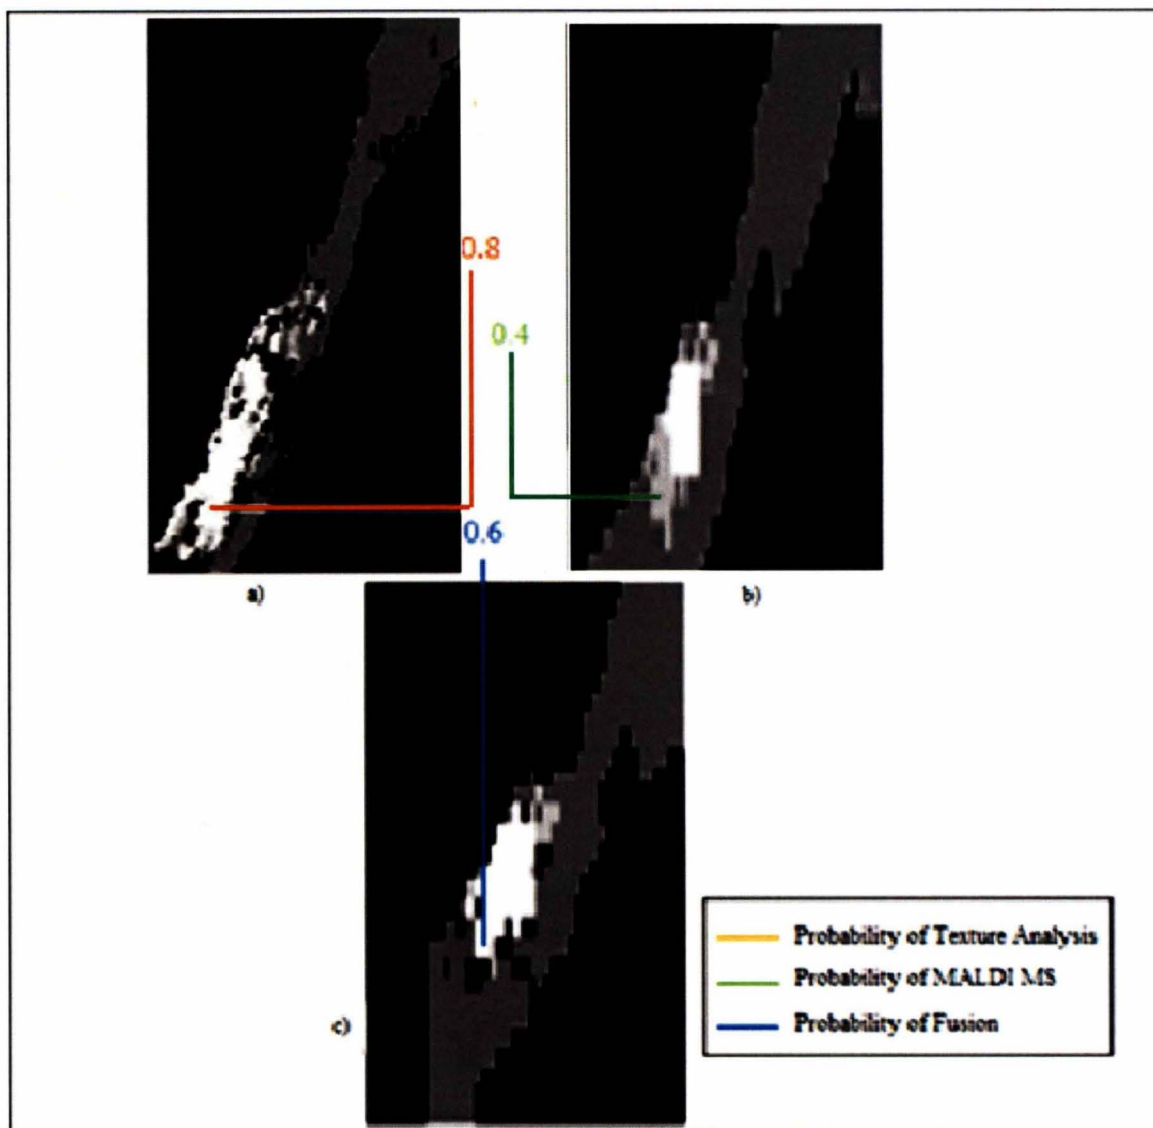 0.8
0.4
0.6
a)
b)
c)
Probability of Texture Analysis
Probability of MALDI MS
Probability of Fusion